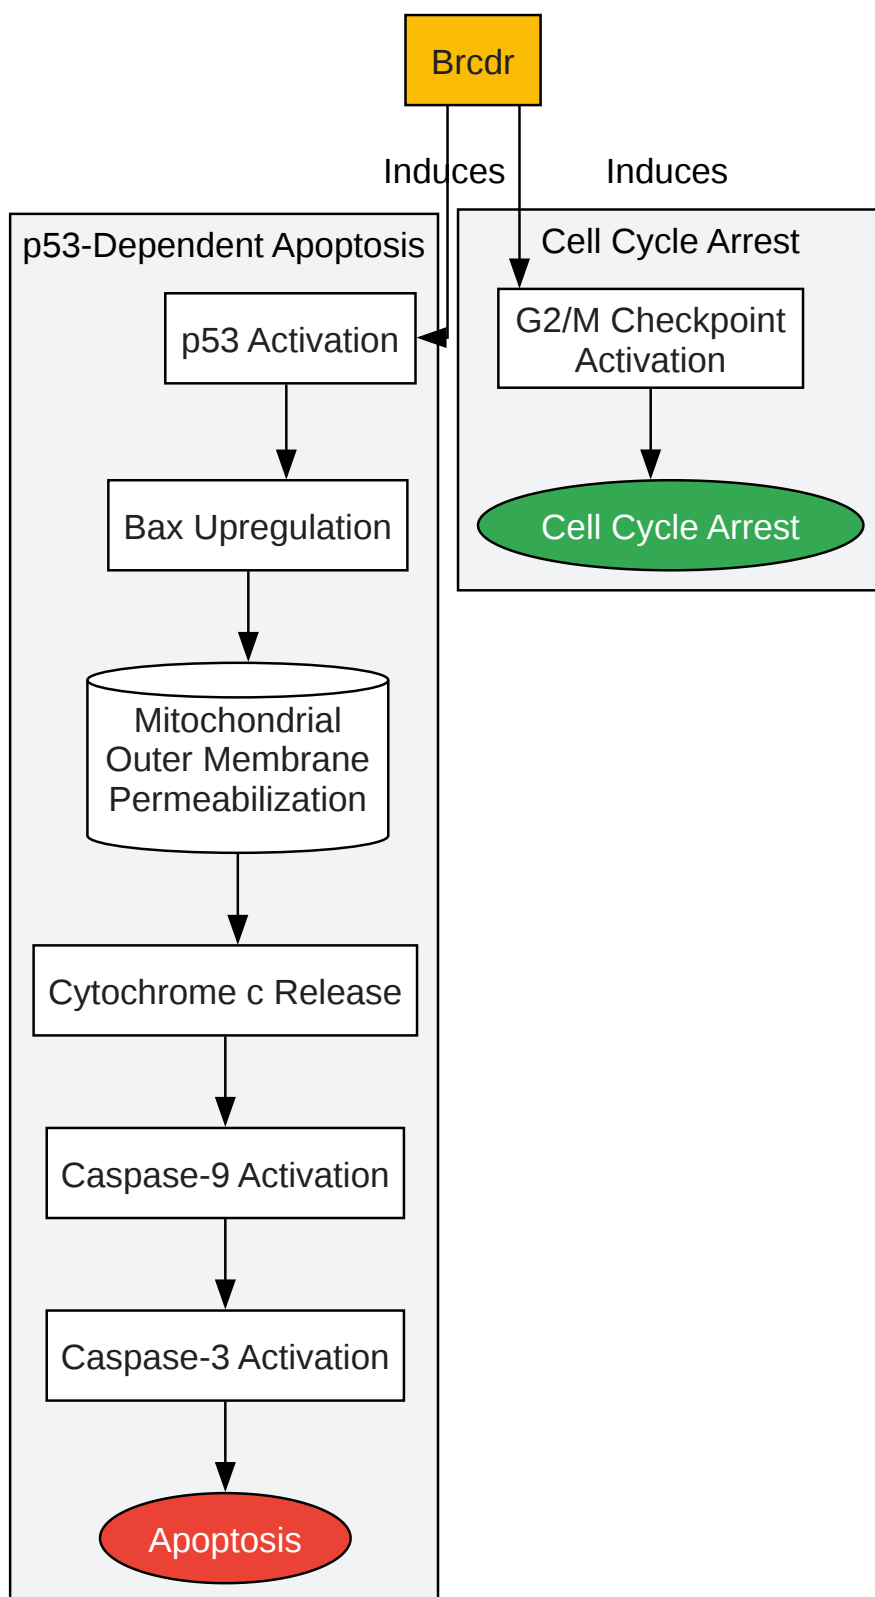 Brcdr
Induces
Induces
p53-Dependent Apoptosis
p53 Activation
Bax Upregulation
Mitochondrial
Outer Membrane
Permeabilization
Cytochrome c Release
Caspase-9 Activation
Caspase-3 Activation
Apoptosis
Cell Cycle Arrest
G2/M Checkpoint
Activation
Cell Cycle Arrest